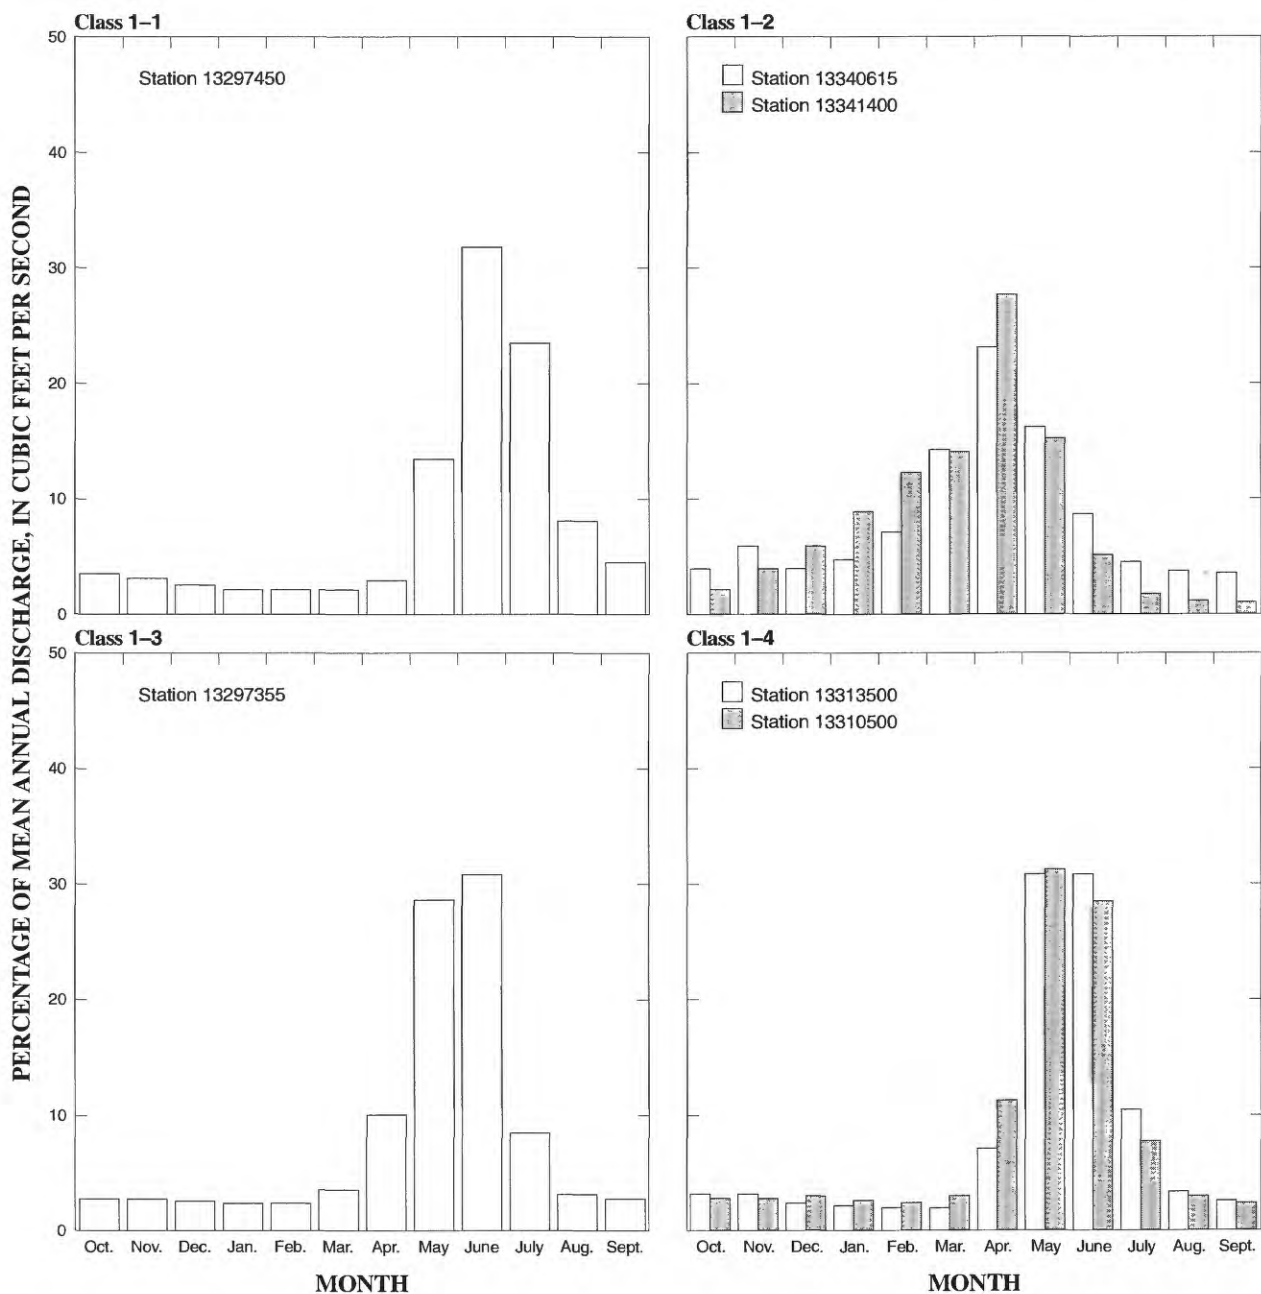 Class 1–1
50
40
30
20
10
0
Station 13297450
Class 1–2
Station 13340615
Station 13341400
PERCENTAGE OF MEAN ANNUAL DISCHARGE, IN CUBIC FEET PER SECOND
Class 1–3
50
40
30
20
10
0
Station 13297355
Oct. Nov. Dec. Jan. Feb. Mar. Apr. May June July Aug. Sept.
MONTH
Class 1–4
Station 13313500
Station 13310500
Oct. Nov. Dec. Jan. Feb. Mar. Apr. May June July Aug. Sept.
MONTH